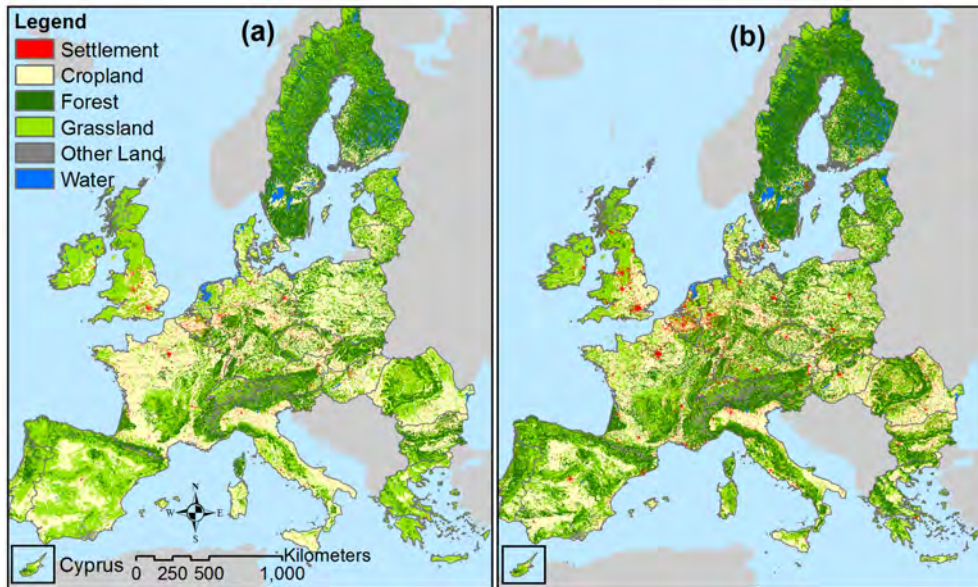 Legend
Settlement
Cropland
Forest
Grassland
Other Land
Water
(a)
(b)
N
W E
S
Cyprus
Kilometers
0 250 500 1,000